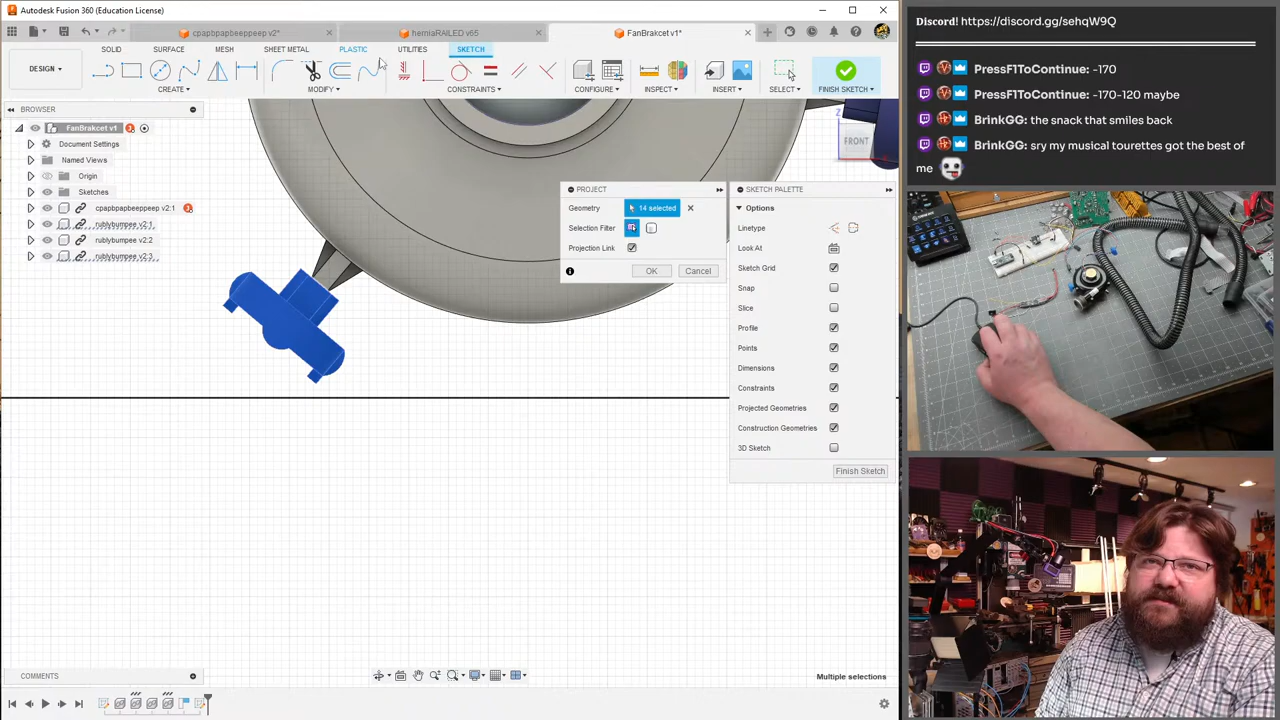 Autodesk Fusion 360 (Education License)
cpapbpapbeeppeep v2*
hemiaRAILED v65
FanBrakcet v1*
DESIGN
SOLID
SURFACE
MESH
SHEET METAL
PLASTIC
UTILITIES
SKETCH
CREATE
MODIFY
CONSTRAINTS
CONFIGURE
INSPECT
INSERT
SELECT
FINISH SKETCH
BROWSER
FanBrakcet v1
Document Settings
Named Views
Origin
Sketches
cpapbpapbeeppeep v2:1
rublybumpee v2:1
rublybumpee v2:2
rublybumpee v2:3
Z
FRONT
PROJECT
Geometry
14 selected
Selection Filter
Projection Link
OK
Cancel
SKETCH PALETTE
Options
Linetype
Look At
Sketch Grid
Snap
Slice
Profile
Points
Dimensions
Constraints
Projected Geometries
Construction Geometries
3D Sketch
Finish Sketch
COMMENTS
Multiple selections
Discord! https://discord.gg/sehqW9Q
PressF1ToContinue: -170
PressF1ToContinue: -170-120 maybe
BrinkGG: the snack that smiles back
BrinkGG: sry my musical tourettes got the best of
me